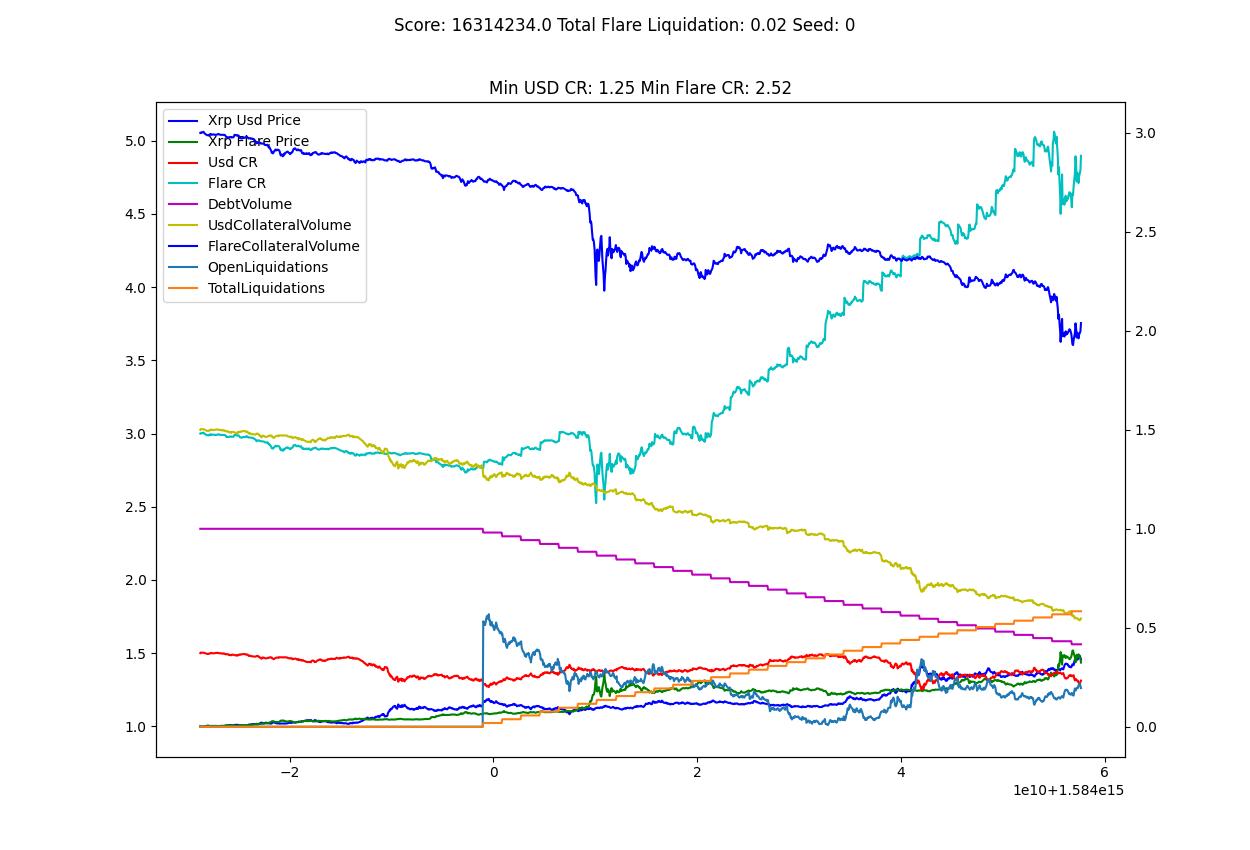 Score: 16314234.0 Total Flare Liquidation: 0.02 Seed: 0
Min USD CR: 1.25 Min Flare CR: 2.52
Xrp Usd Price
Xrp Flare Price
Usd CR
Flare CR
DebtVolume
UsdCollateralVolume
FlareCollateralVolume
OpenLiquidations
TotalLiquidations
5.0
4.5
4.0
3.5
3.0
2.5
2.0
1.5
1.0
3.0
2.5
2.0
1.5
1.0
0.5
0.0
−2 0 2 4 6
1e10+1.584e15